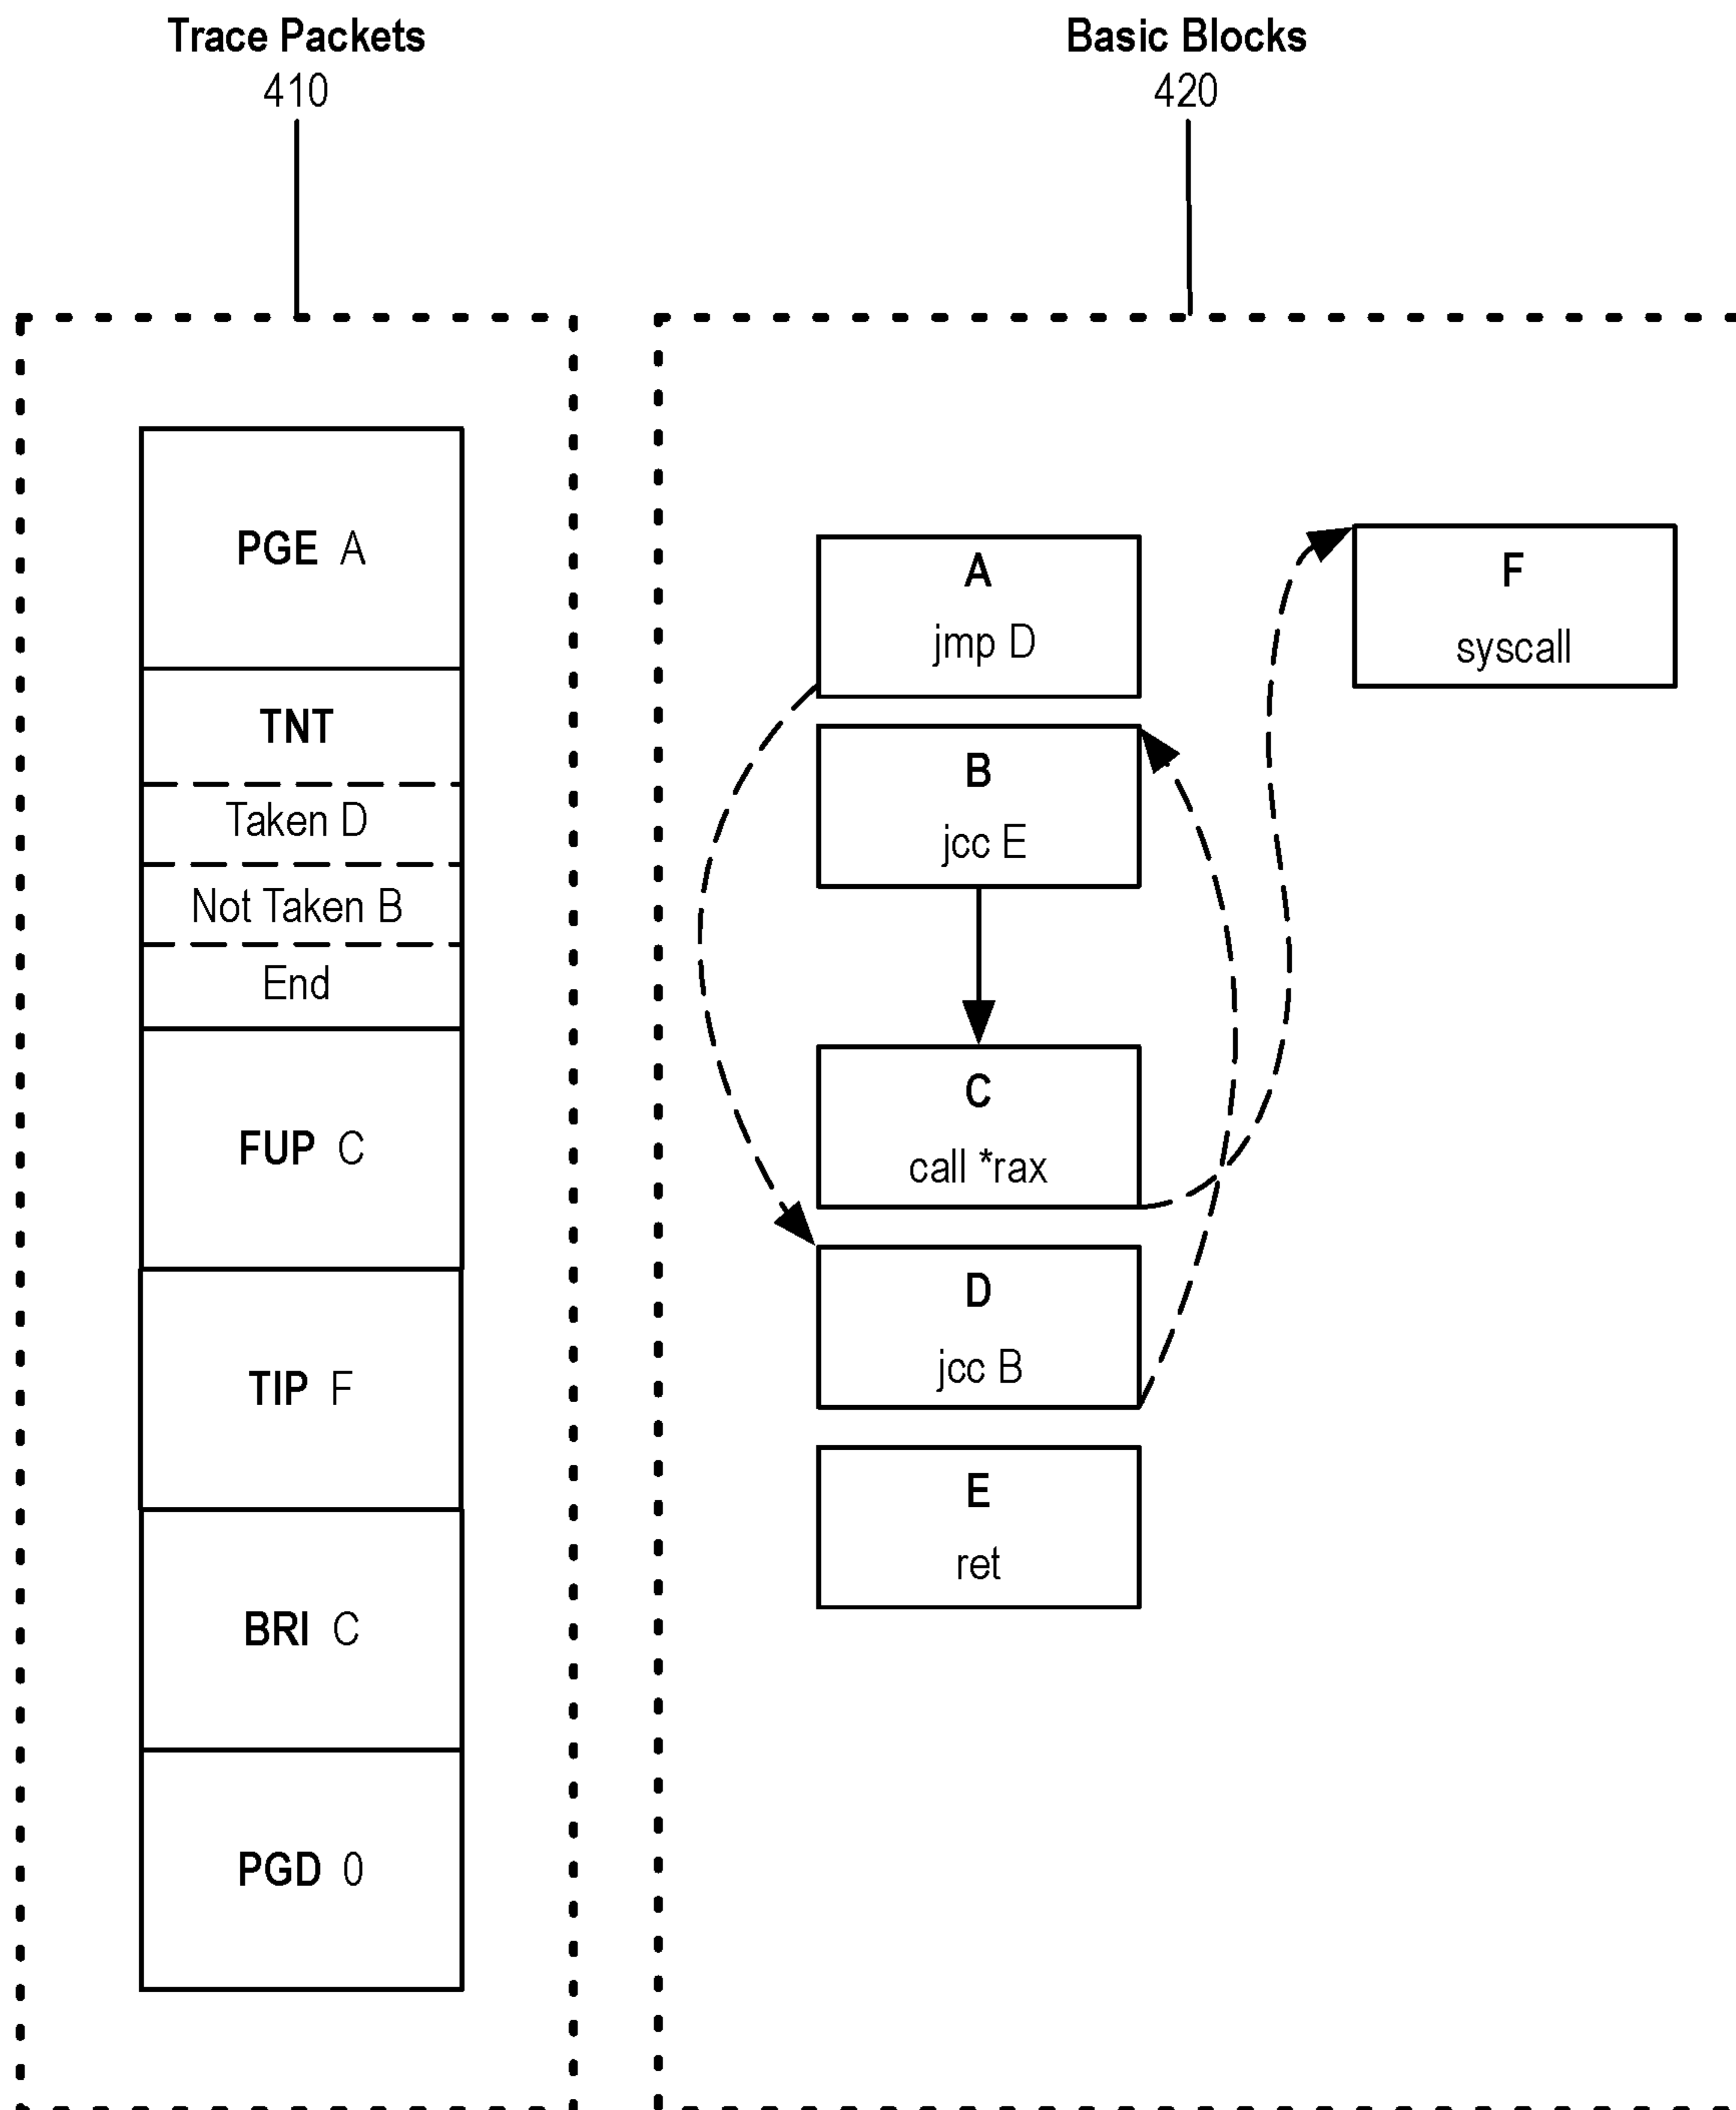 Trace Packets
410
PGE A
TNT
Taken D
Not Taken B
End
FUP C
TIP F
BRI C
PGD 0
Basic Blocks
420
A
jmp D
B
jcc E
C
call *rax
D
jcc B
E
ret
F
syscall